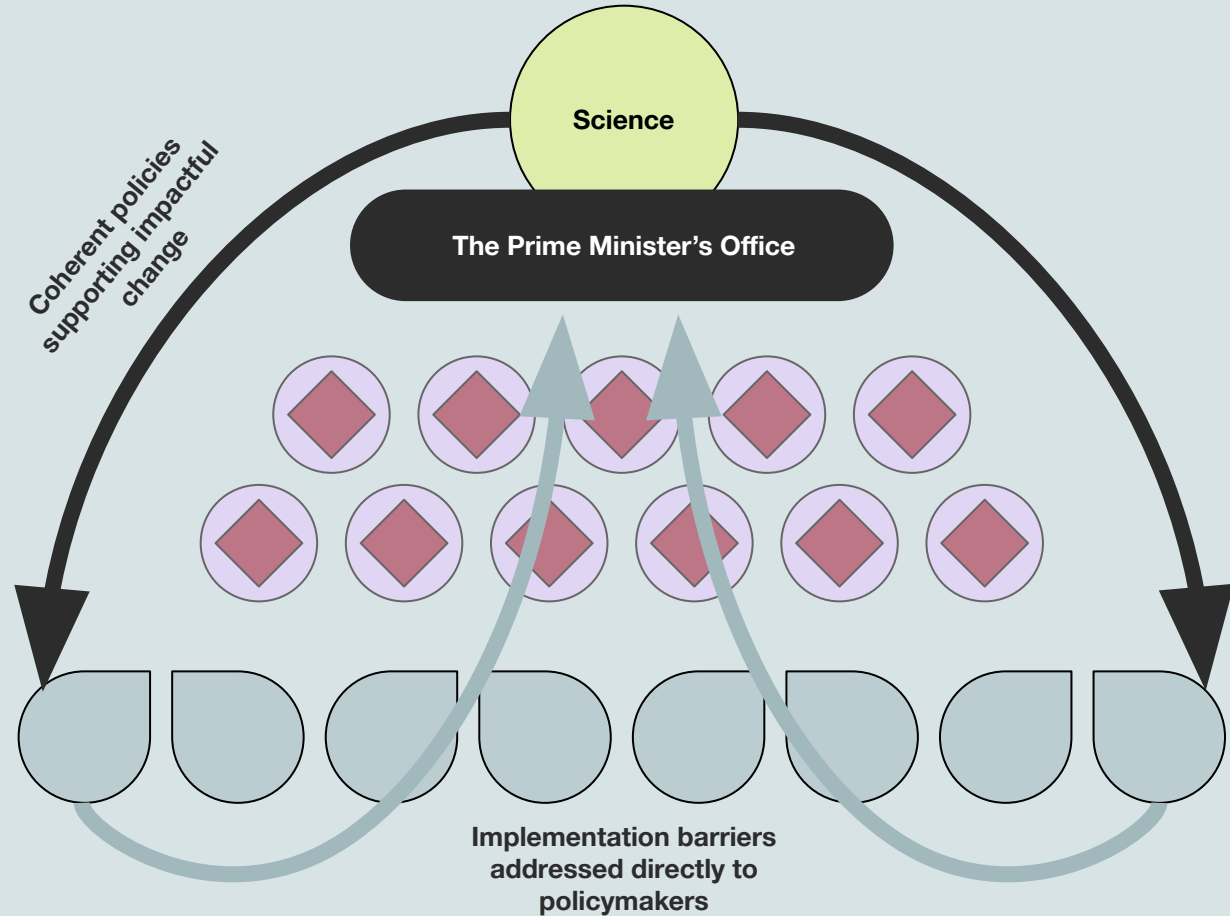 Science
The Prime Minister’s Office
Coherent policies
supporting impactful
change
Implementation barriers
addressed directly to
policymakers